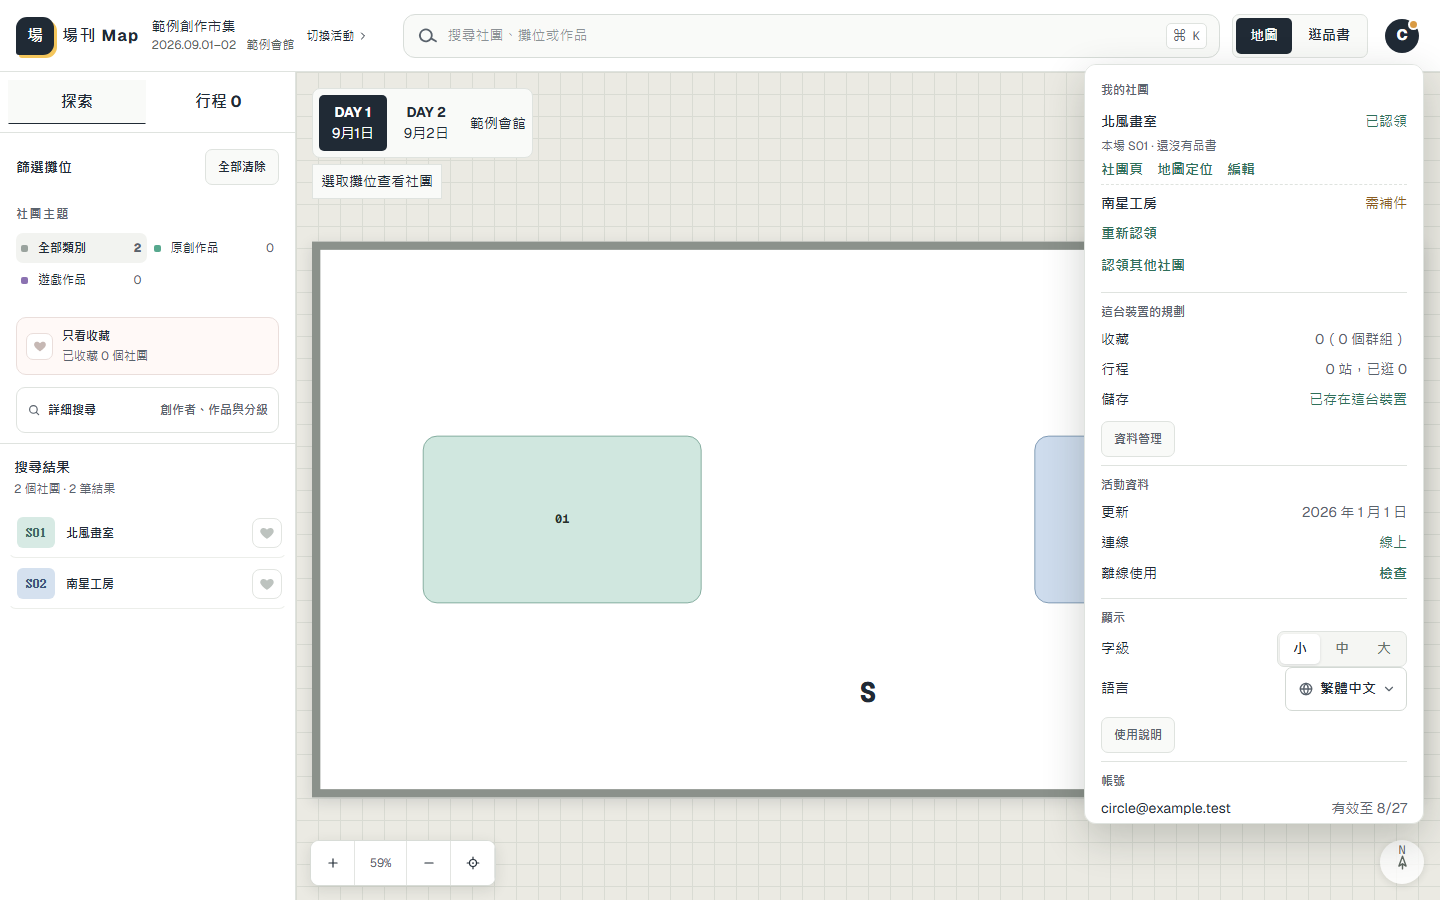 場 場刊 Map
範例創作市集
2026.09.01–02 範例會館
切換活動 ›
搜尋社團、攤位或作品
⌘ K
地圖 逛品書
C
探索 行程 0
篩選攤位 全部清除
社團主題
全部類別 2 原創作品 0
遊戲作品 0
只看收藏
已收藏 0 個社團
詳細搜尋 創作者、作品與分級
搜尋結果
2 個社團 · 2 筆結果
S01 北風畫室
S02 南星工房
DAY 1 DAY 2
9月1日 9月2日
範例會館
選取攤位查看社團
01
S
59%
N
我的社團
北風畫室 已認領
本場 S01 · 還沒有品書
社團頁 地圖定位 編輯
南星工房 需補件
重新認領
認領其他社團
這台裝置的規劃
收藏 0 ( 0 個群組 )
行程 0 站，已逛 0
儲存 已存在這台裝置
資料管理
活動資料
更新 2026 年 1 月 1 日
連線 線上
離線使用 檢查
顯示
字級 小 中 大
語言 繁體中文
使用說明
帳號
circle@example.test 有效至 8/27